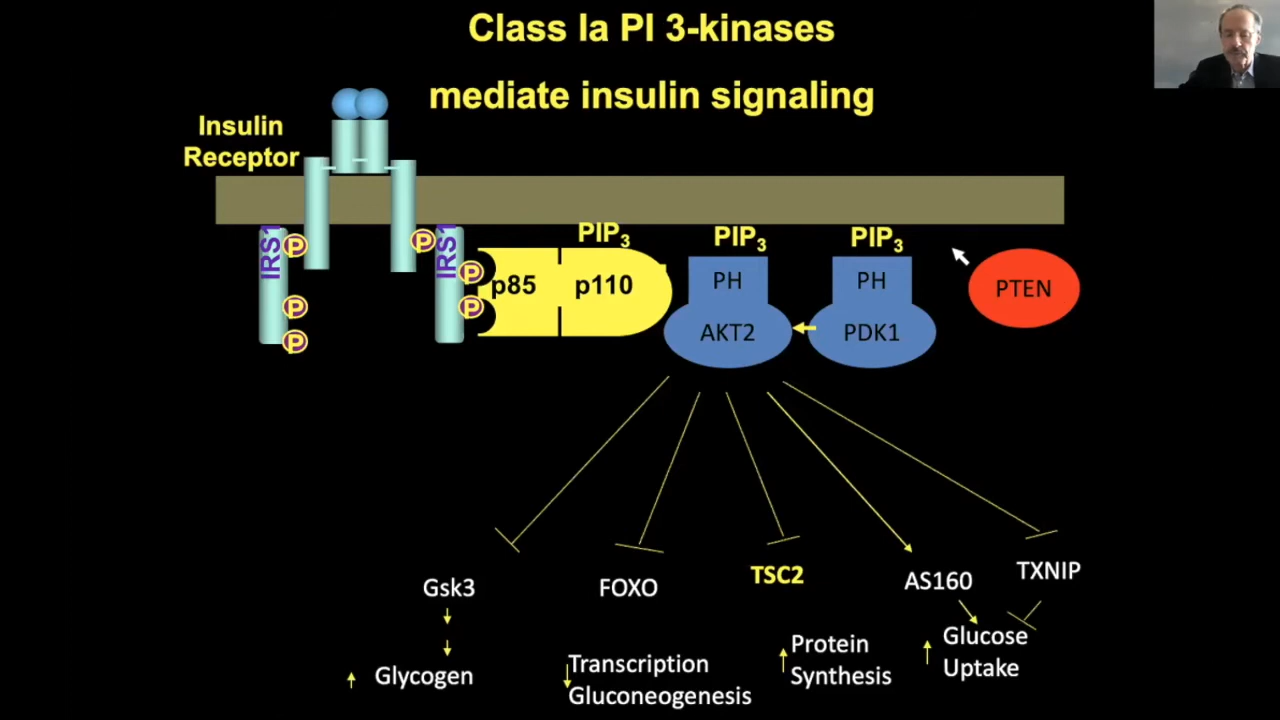 Class Ia PI 3-kinases
mediate insulin signaling
Insulin
Receptor
IRS1
P
P
P
P
IRS1
P
P
p85
p110
PIP3
PIP3
PIP3
PH
AKT2
PH
PDK1
PTEN
Gsk3
FOXO
TSC2
AS160
TXNIP
Glycogen
Transcription
Gluconeogenesis
Protein
Synthesis
Glucose
Uptake